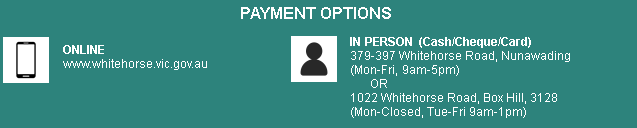 PAYMENT OPTIONS
ONLINE
www.whitehorse.vic.gov.au
IN PERSON (Cash/Cheque/Card)
379-397 Whitehorse Road, Nunawading
(Mon-Fri, 9am-5pm)
OR
1022 Whitehorse Road, Box Hill, 3128
(Mon-Closed, Tue-Fri 9am-1pm)